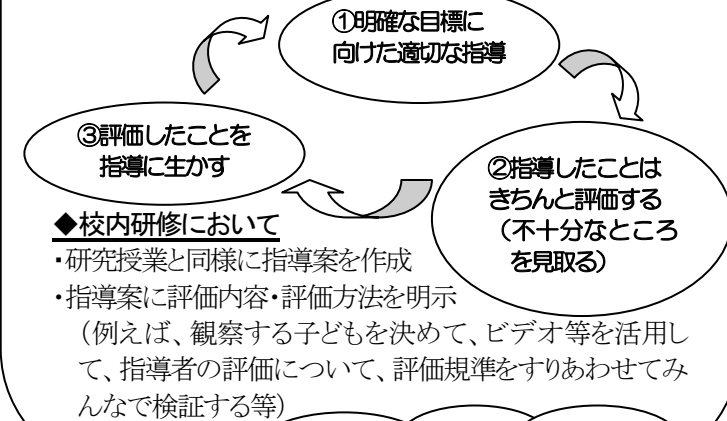 ①明確な目標に
向けた適切な指導
③評価したことを
指導に生かす
②指導したことは
きちんと評価する
（不十分なところ
を見取る）
◆校内研修において
・研究授業と同様に指導案を作成
・指導案に評価内容・評価方法を明示
（例えば、観察する子どもを決めて、ビデオ等を活用し
て、指導者の評価について、評価規準をすりあわせてみ
んなで検証する等）